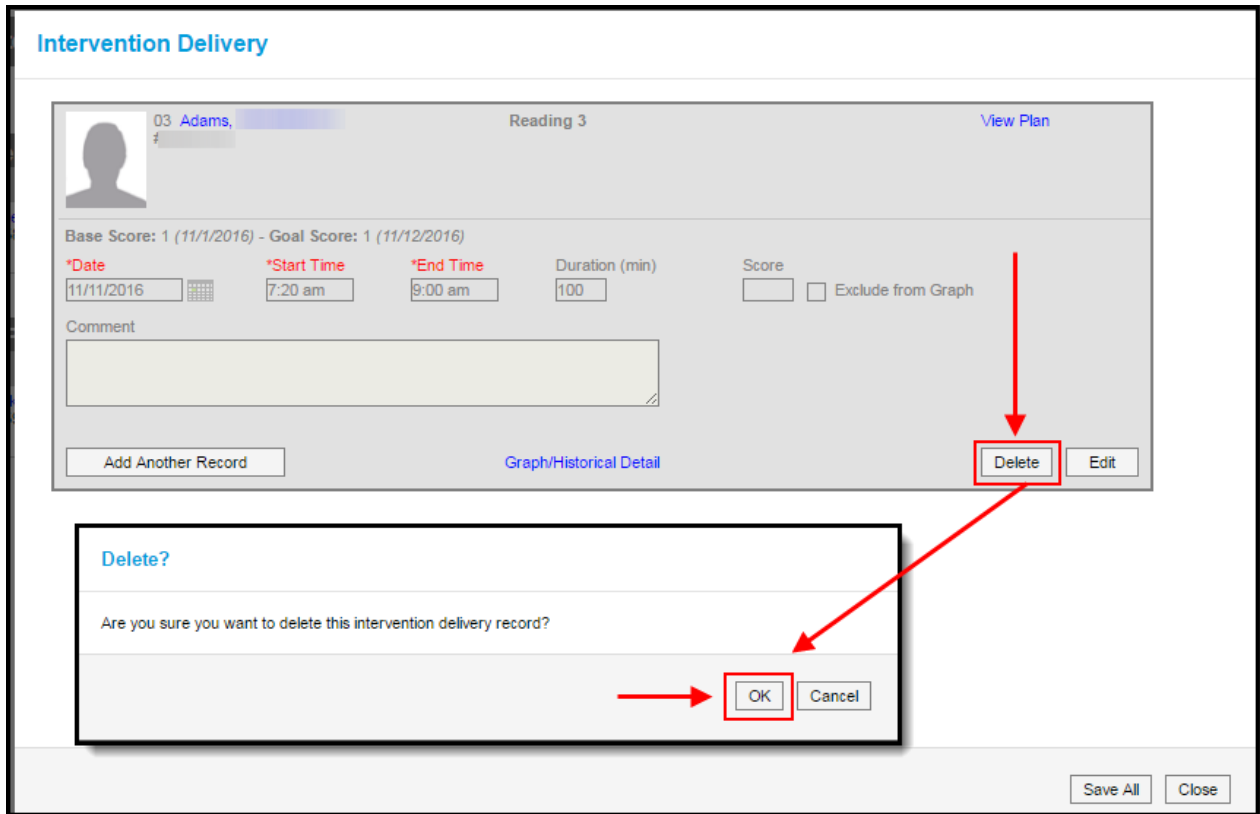 Intervention Delivery
03 Adams, Reading 3 View Plan
#
Base Score: 1 (11/1/2016) - Goal Score: 1 (11/12/2016)
*Date *Start Time *End Time Duration (min) Score
11/11/2016 7:20 am 9:00 am 100 Exclude from Graph
Comment
Add Another Record Graph/Historical Detail Delete Edit
Delete?
Are you sure you want to delete this intervention delivery record?
OK Cancel
Save All Close